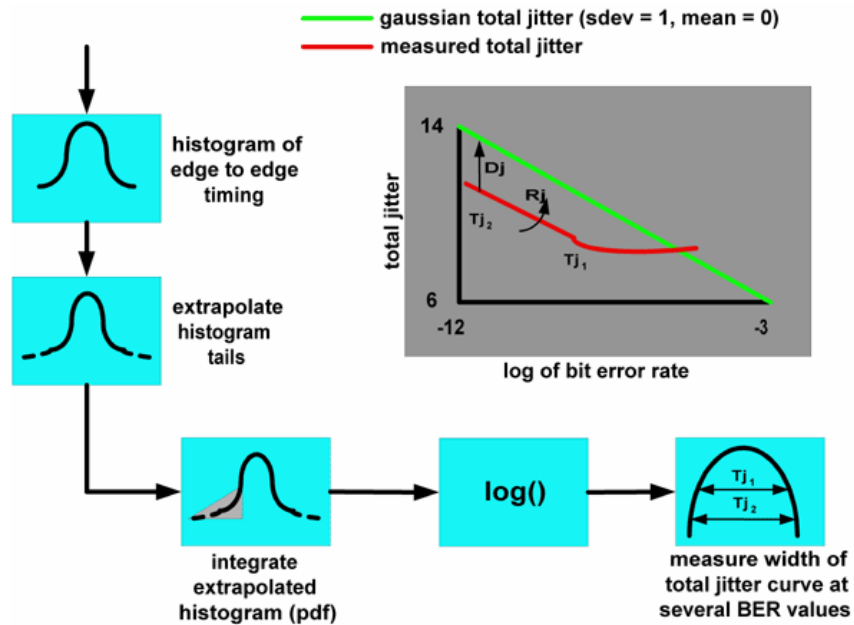 gaussian total jitter (sdev = 1, mean = 0)
measured total jitter
histogram of
edge to edge
timing
extrapolate
histogram
tails
14
Dj
Rj
Tj2
Tj1
total jitter
6
-12
-3
log of bit error rate
log()
Tj1
Tj2
integrate
extrapolated
histogram (pdf)
measure width of
total jitter curve at
several BER values